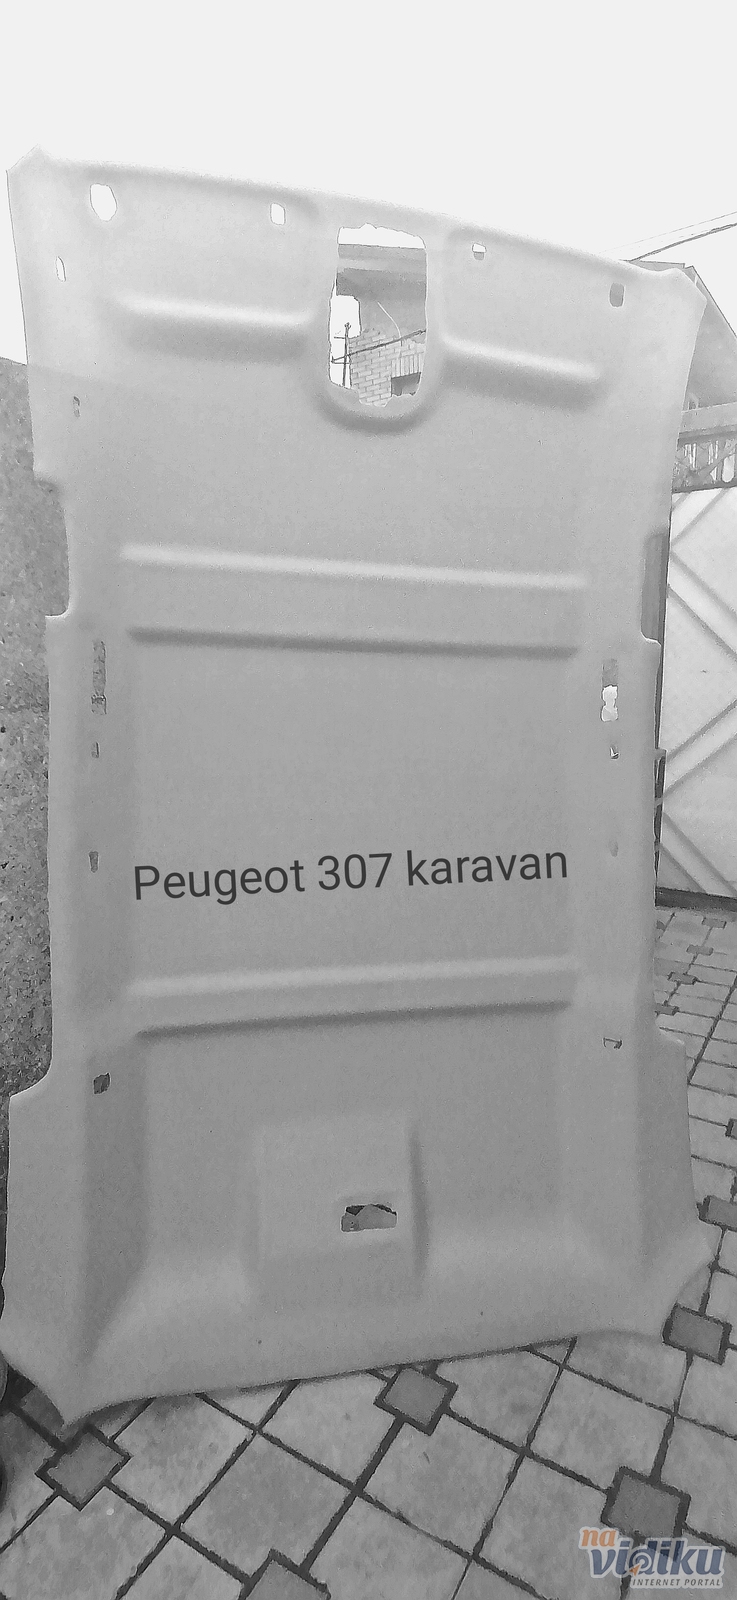 Peugeot 307 karavan
na
vidiku
INTERNET PORTAL